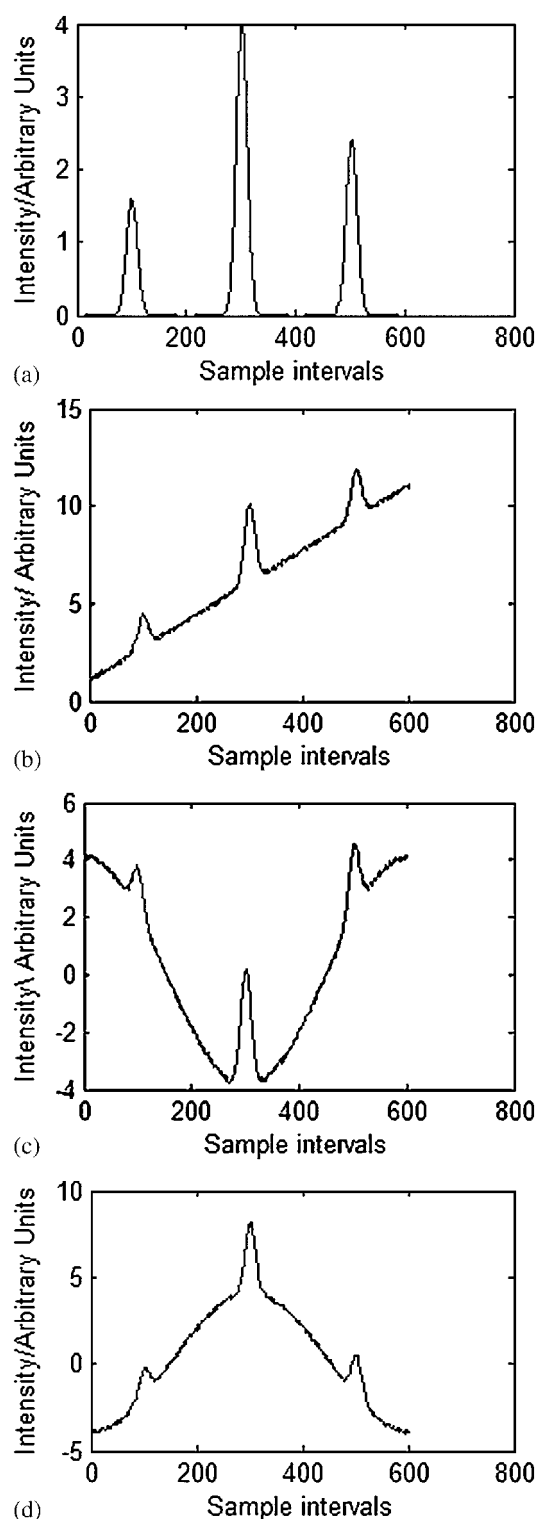 4
3
2
1
0
0 200 400 600 800
Intensity/Arbitrary Units
Sample intervals
(a)
15
10
5
0
0 200 400 600 800
Intensity/ Arbitrary Units
Sample intervals
(b)
6
4
2
0
-2
-4
0 200 400 600 800
Intensity\ Arbitrary Units
Sample intervals
(c)
10
5
0
-5
0 200 400 600 800
Intensity/Arbitrary Units
Sample intervals
(d)